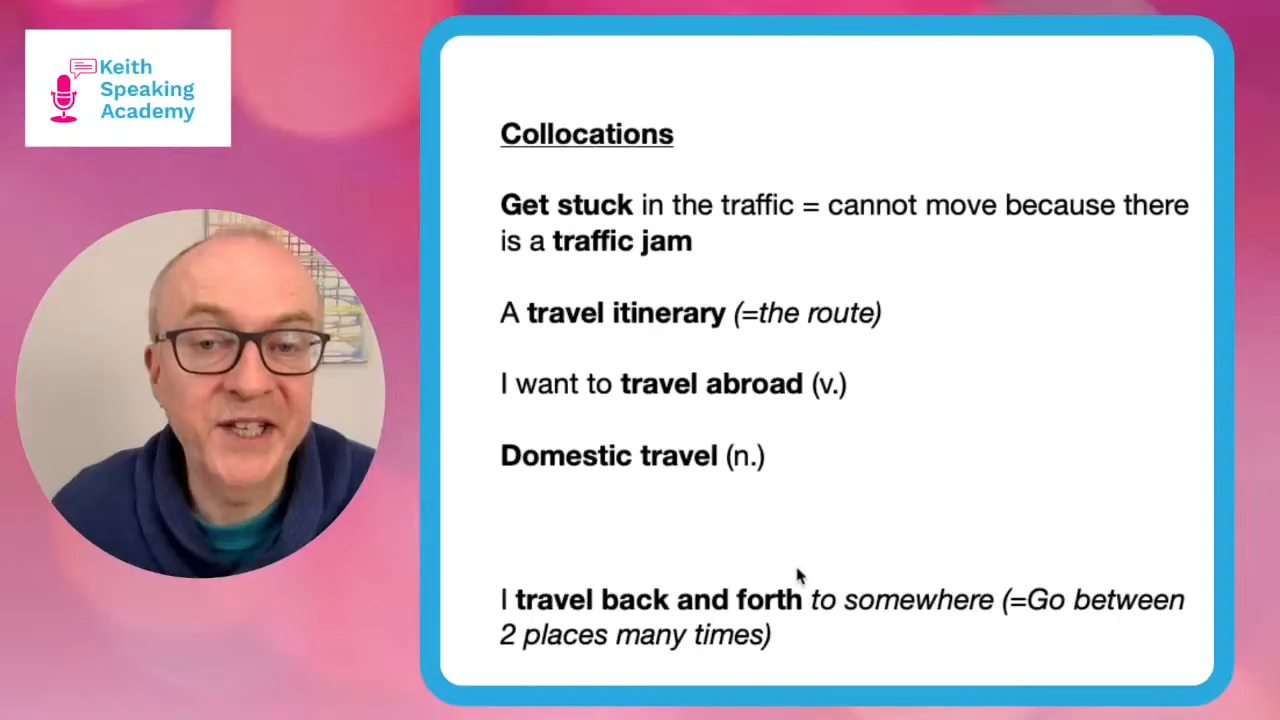 Keith
Speaking
Academy
Collocations
Get stuck in the traffic = cannot move because there
is a traffic jam
A travel itinerary (=the route)
I want to travel abroad (v.)
Domestic travel (n.)
I travel back and forth to somewhere (=Go between
2 places many times)